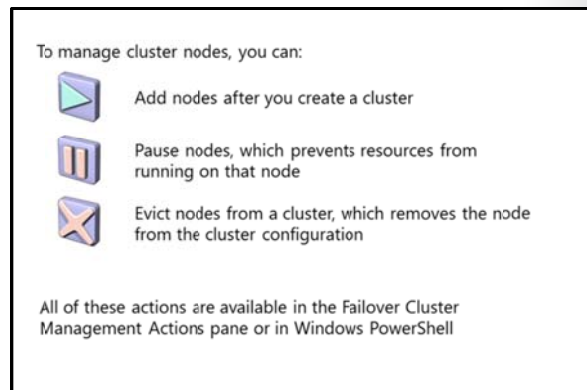 To manage cluster nodes, you can:
Add nodes after you create a cluster
Pause nodes, which prevents resources from
running on that node
Evict nodes from a cluster, which removes the node
from the cluster configuration
All of these actions are available in the Failover Cluster
Management Actions pane or in Windows PowerShell